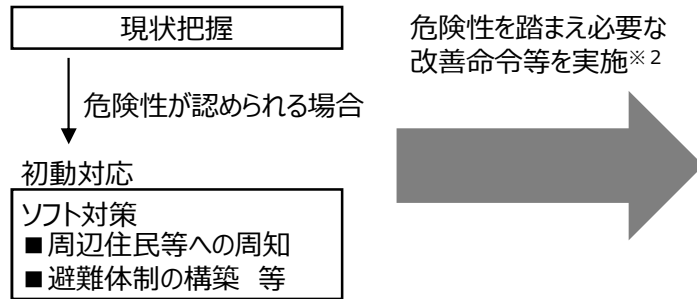 現状把握
危険性が認められる場合
初動対応
ソフト対策
■周辺住民等への周知
■避難体制の構築 等
危険性を踏まえ必要な
改善命令等を実施※2